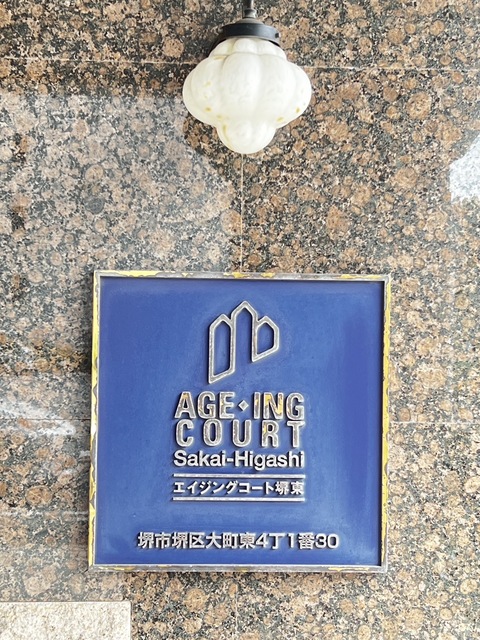 AGE・ING
COURT
Sakai-Higashi
エイジングコート堺東
堺市堺区大町東4丁1番30